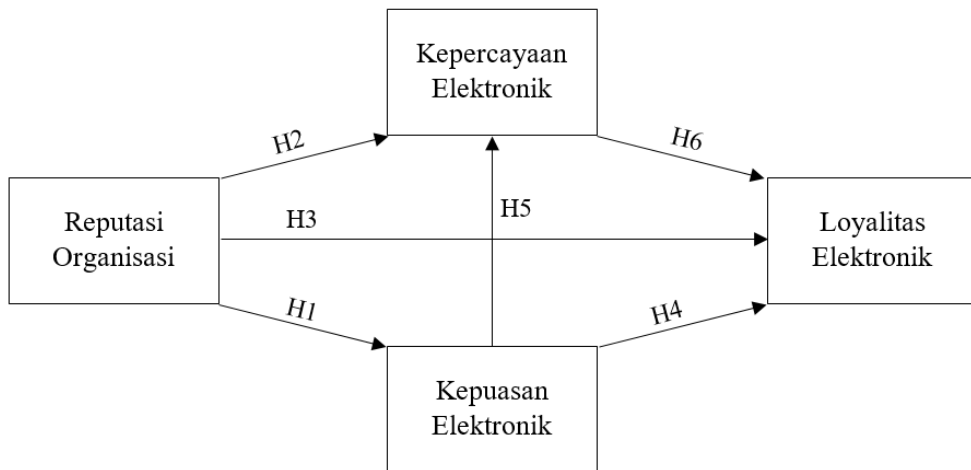 Kepercayaan
Elektronik
H2
H6
Reputasi
Organisasi
H3
H5
Loyalitas
Elektronik
H1
H4
Kepuasan
Elektronik